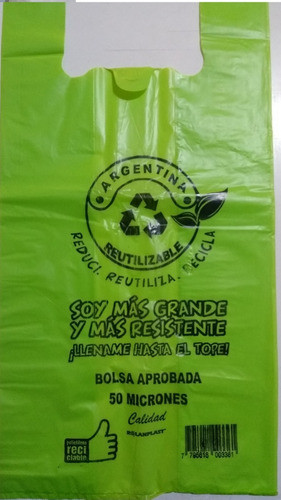 ARGENTINA
REUTILIZABLE
REDUCI. REUTILIZA. RECICLA
SOY MÁS GRANDE
Y MÁS RESISTENTE
¡LLENAME HASTA EL TOPE!
BOLSA APROBADA
50 MICRONES
Calidad
reci
clable